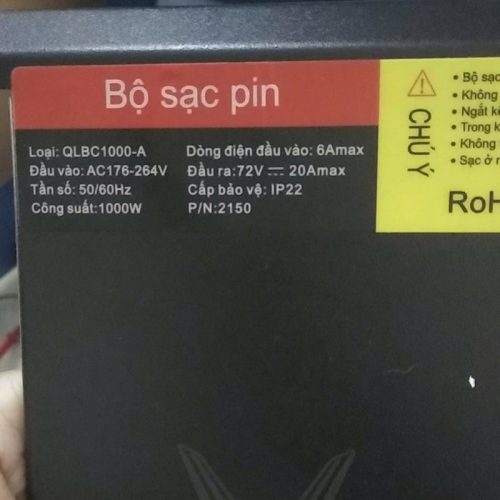 Bộ sạc pin
Loại: QLBC1000-A
Đầu vào: AC176-264V
Tần số: 50/60Hz
Công suất:1000W
Dòng điện đầu vào: 6Amax
Đầu ra:72V ⎓ 20Amax
Cấp bảo vệ: IP22
P/N:2150
CHÚ Ý
• Bộ sạc
• Không
Ngắt
• Trong
• Không
• Sạc ở